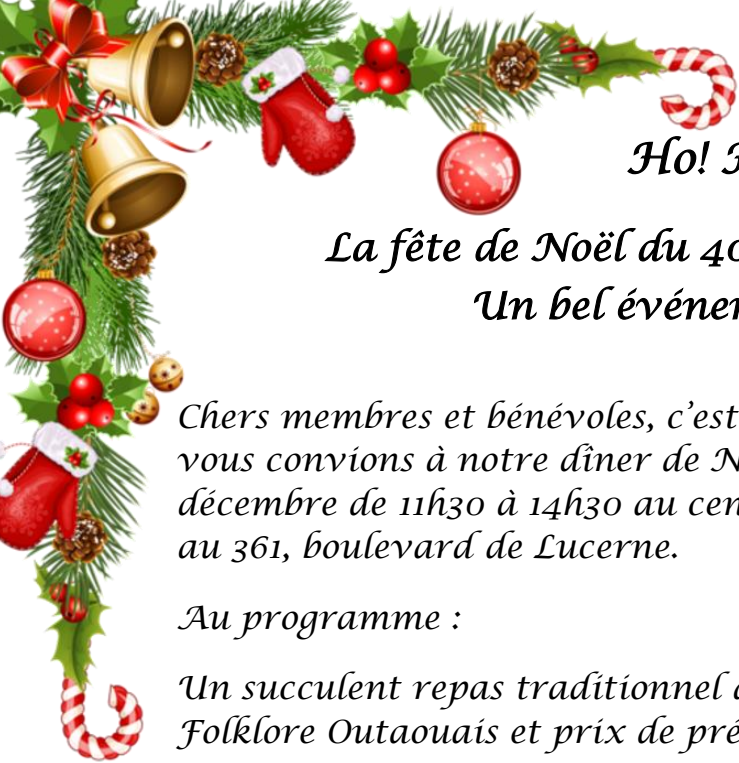 Ho!
La fête de Noël du 40
Un bel événe
Chers membres et bénévoles, c’est
vous convions à notre dîner de N
décembre de 11h30 à 14h30 au cen
au 361, boulevard de Lucerne.
Au programme :
Un succulent repas traditionnel
Folklore Outaouais et prix de pré